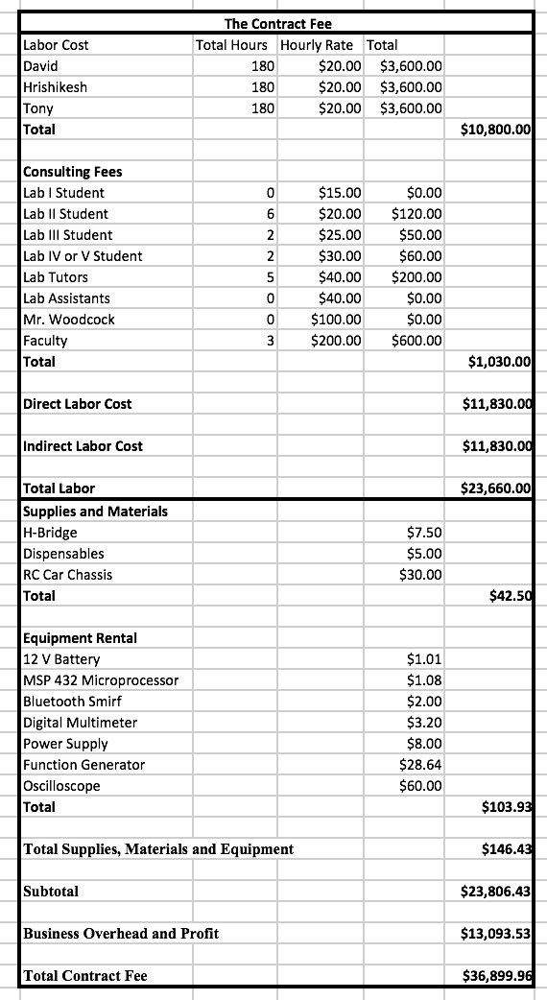 The Contract Fee
Labor Cost Total Hours Hourly Rate Total
David 180 $20.00 $3,600.00
Hrishikesh 180 $20.00 $3,600.00
Tony 180 $20.00 $3,600.00
Total $10,800.00
Consulting Fees
Lab I Student 0 $15.00 $0.00
Lab II Student 6 $20.00 $120.00
Lab III Student 2 $25.00 $50.00
Lab IV or V Student 2 $30.00 $60.00
Lab Tutors 5 $40.00 $200.00
Lab Assistants 0 $40.00 $0.00
Mr. Woodcock 0 $100.00 $0.00
Faculty 3 $200.00 $600.00
Total $1,030.00
Direct Labor Cost $11,830.00
Indirect Labor Cost $11,830.00
Total Labor $23,660.00
Supplies and Materials
H-Bridge $7.50
Dispensables $5.00
RC Car Chassis $30.00
Total $42.50
Equipment Rental
12 V Battery $1.01
MSP 432 Microprocessor $1.08
Bluetooth Smirf $2.00
Digital Multimeter $3.20
Power Supply $8.00
Function Generator $28.64
Oscilloscope $60.00
Total $103.93
Total Supplies, Materials and Equipment $146.43
Subtotal $23,806.43
Business Overhead and Profit $13,093.53
Total Contract Fee $36,899.96